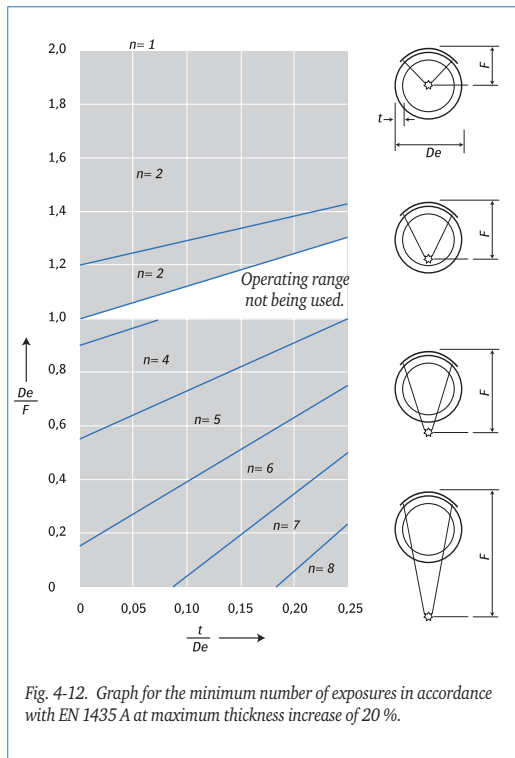 2,0
n= 1
1,8
1,6
n= 2
1,4
1,2
n= 2
Operating range
not being used.
1,0
n= 4
0,8
De
F
0,6
n= 5
n= 6
0,4
0,2
n= 7
n= 8
0
0 0,05 0,10 0,15 0,20 0,25
t
De
F
t
De
F
F
F
Fig. 4-12. Graph for the minimum number of exposures in accordance
with EN 1435 A at maximum thickness increase of 20 %.